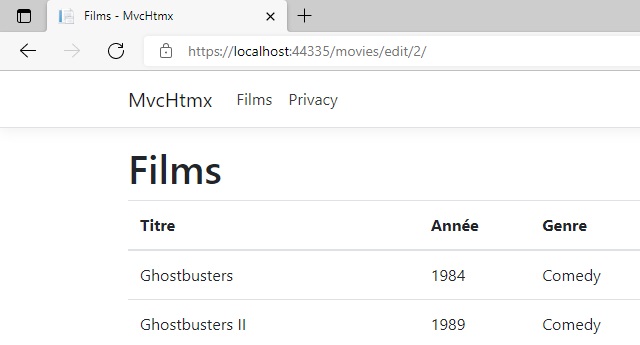 Films - MvcHtmx
https://localhost:44335/movies/edit/2/
MvcHtmx Films Privacy
Films
Titre Année Genre
Ghostbusters 1984 Comedy
Ghostbusters II 1989 Comedy